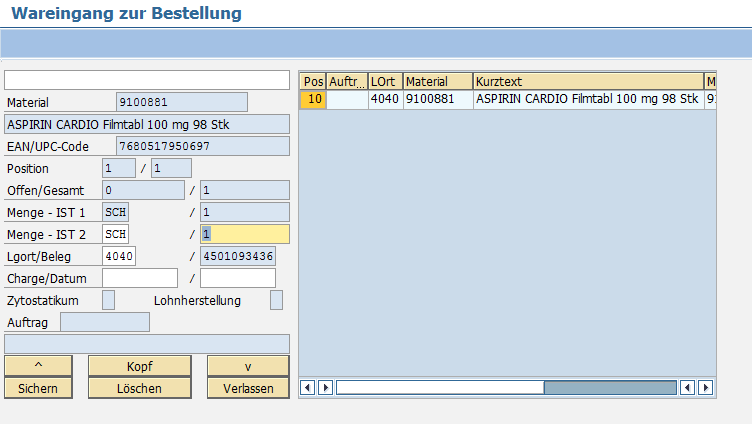 Wareingang zur Bestellung
Material 9100881
ASPIRIN CARDIO Filmtabl 100 mg 98 Stk
EAN/UPC-Code 7680517950697
Position 1 / 1
Offen/Gesamt 0 / 1
Menge - IST 1 SCH / 1
Menge - IST 2 SCH / 1
Lgort/Beleg 4040 / 4501093436
Charge/Datum /
Zytostatikum Lohnherstellung
Auftrag
^ Kopf v
Sichern Löschen Verlassen
Pos Auftr... LOrt Material Kurztext M
10 4040 9100881 ASPIRIN CARDIO Filmtabl 100 mg 98 Stk 91